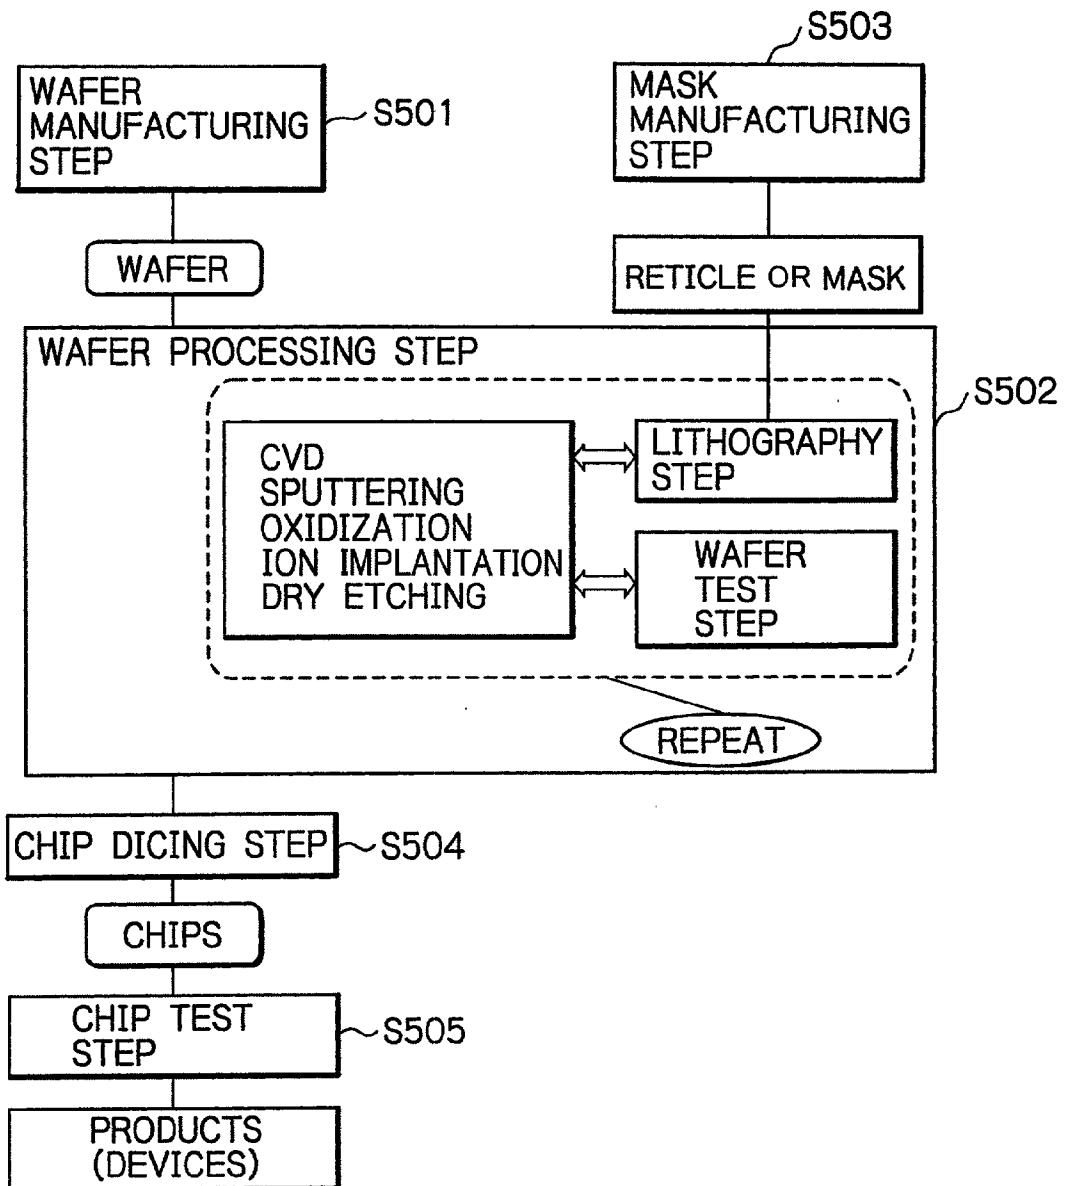 S503
WAFER
MANUFACTURING
STEP
S501
MASK
MANUFACTURING
STEP
WAFER
RETICLE OR MASK
WAFER PROCESSING STEP
S502
CVD
SPUTTERING
OXIDIZATION
ION IMPLANTATION
DRY ETCHING
LITHOGRAPHY
STEP
WAFER
TEST
STEP
REPEAT
CHIP DICING STEP
S504
CHIPS
CHIP TEST
STEP
S505
PRODUCTS
(DEVICES)